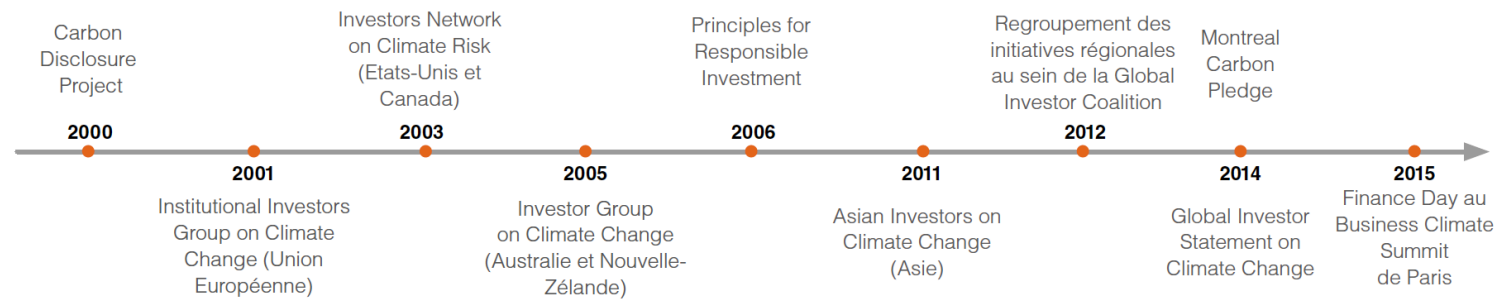 Carbon
Disclosure
Project
2000
2001
Institutional Investors
Group on Climate
Change (Union
Européenne)
Investors Network
on Climate Risk
(Etats-Unis et
Canada)
2003
2005
Investor Group
on Climate Change
(Australie et Nouvelle-
Zélande)
Principles for
Responsible
Investment
2006
2011
Asian Investors on
Climate Change
(Asie)
Regroupement des
initiatives régionales
au sein de la Global
Investor Coalition
2012
Montreal
Carbon
Pledge
2014
Global Investor
Statement on
Climate Change
2015
Finance Day au
Business Climate
Summit
de Paris